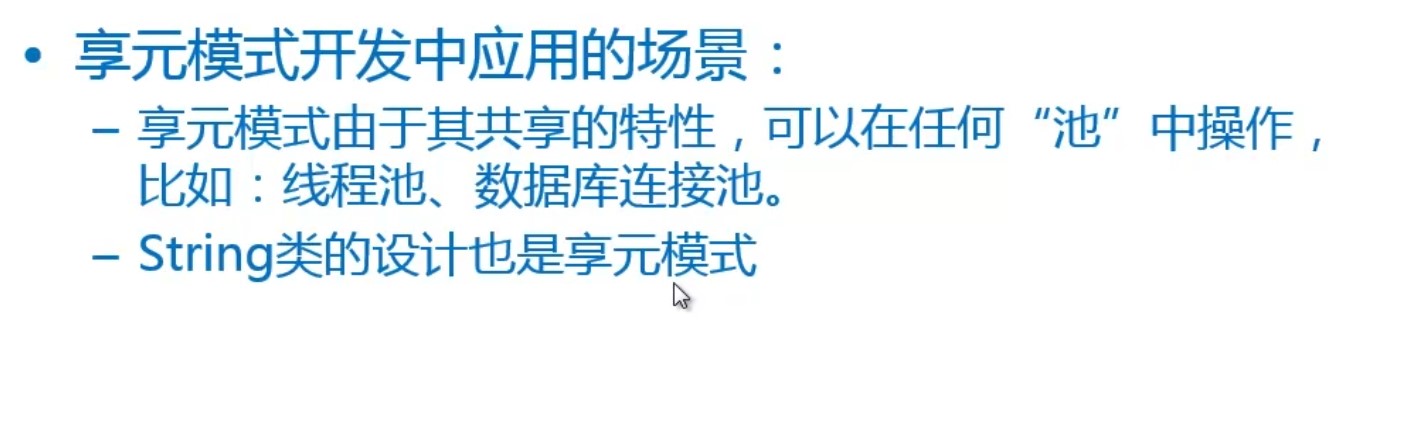 • 享元模式开发中应用的场景：
– 享元模式由于其共享的特性，可以在任何“池”中操作，
比如：线程池、数据库连接池。
– String类的设计也是享元模式